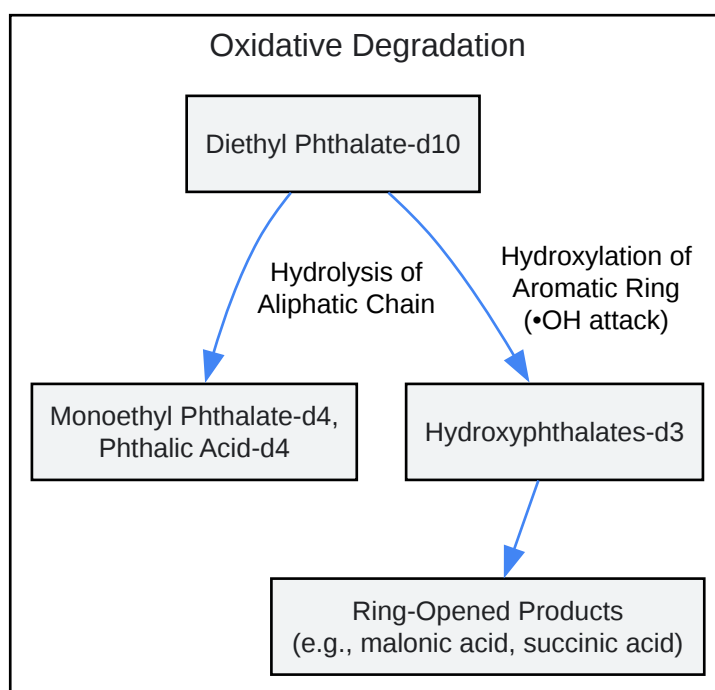 Oxidative Degradation
Diethyl Phthalate-d10
Hydrolysis of
Aliphatic Chain
Hydroxylation of
Aromatic Ring
(•OH attack)
Monoethyl Phthalate-d4,
Phthalic Acid-d4
Hydroxyphthalates-d3
Ring-Opened Products
(e.g., malonic acid, succinic acid)